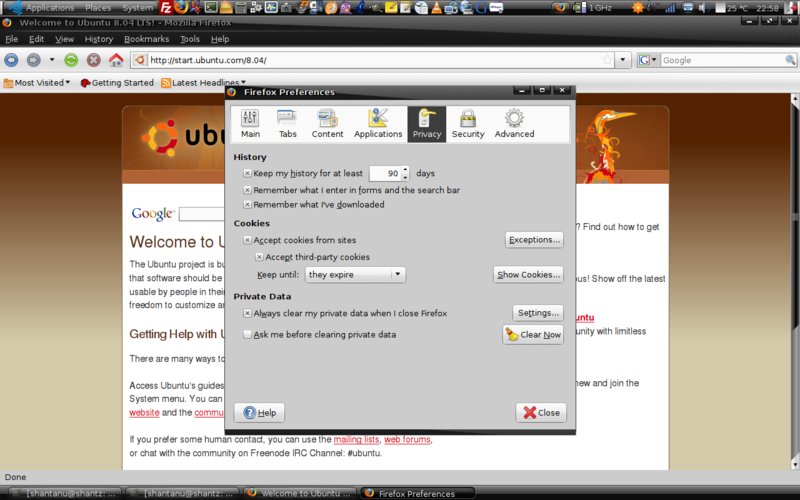 Applications Places System 1 GHz 25 °C 22:58
Welcome to Ubuntu 8.04 LTS! - Mozilla Firefox
File Edit View History Bookmarks Tools Help
http://start.ubuntu.com/8.04/ Google
Most Visited Getting Started Latest Headlines
Firefox Preferences
Main Tabs Content Applications Privacy Security Advanced
ubu
History
Keep my history for at least 90 days
Remember what I enter in forms and the search bar
Remember what I've downloaded
Cookies
Accept cookies from sites Exceptions...
Accept third-party cookies
Keep until: they expire Show Cookies...
Private Data
Always clear my private data when I close Firefox Settings...
Ask me before clearing private data Clear Now
Help Close
Google
? Find out how to get
Welcome to U
The Ubuntu project is bu
that software should be
ous! Show off the latest
usable by people in their
freedom to customize an
untu
Getting Help with U
unity with limitless
There are many ways to
Access Ubuntu's guides
new and join the
System menu. You can
website and the commu
If you prefer some human contact, you can use the mailing lists, web forums,
or chat with the community on Freenode IRC Channel: #ubuntu.
Done
[shantanu@shantz: ... [shantanu@shantz: ... Welcome to Ubuntu ... Firefox Preferences